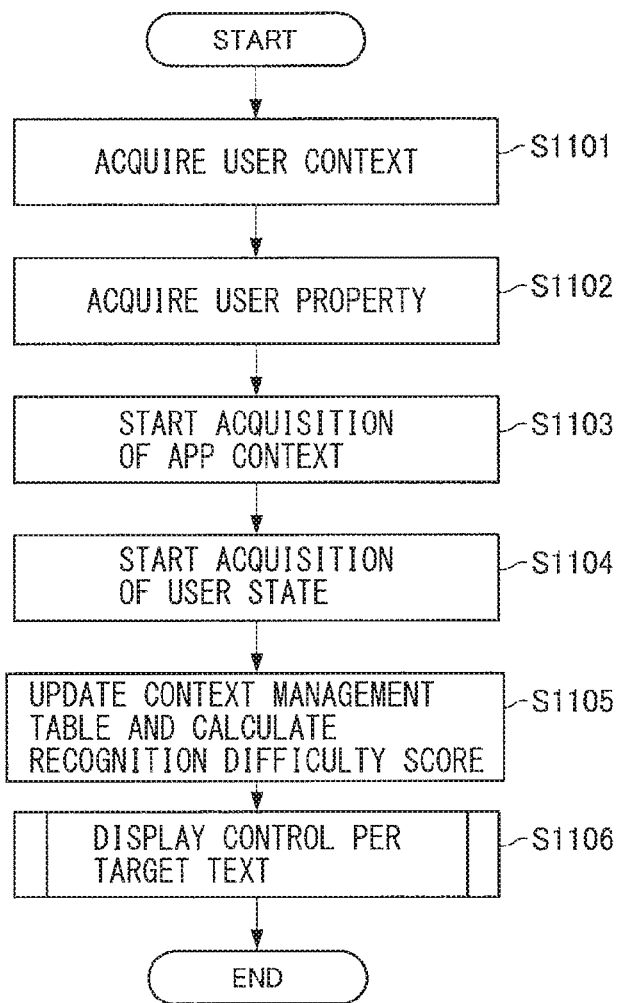 START
ACQUIRE USER CONTEXT
S1101
ACQUIRE USER PROPERTY
S1102
START ACQUISITION
OF APP CONTEXT
S1103
START ACQUISITION
OF USER STATE
S1104
UPDATE CONTEXT MANAGEMENT
TABLE AND CALCULATE
RECOGNITION DIFFICULTY SCORE
S1105
DISPLAY CONTROL PER
TARGET TEXT
S1106
END